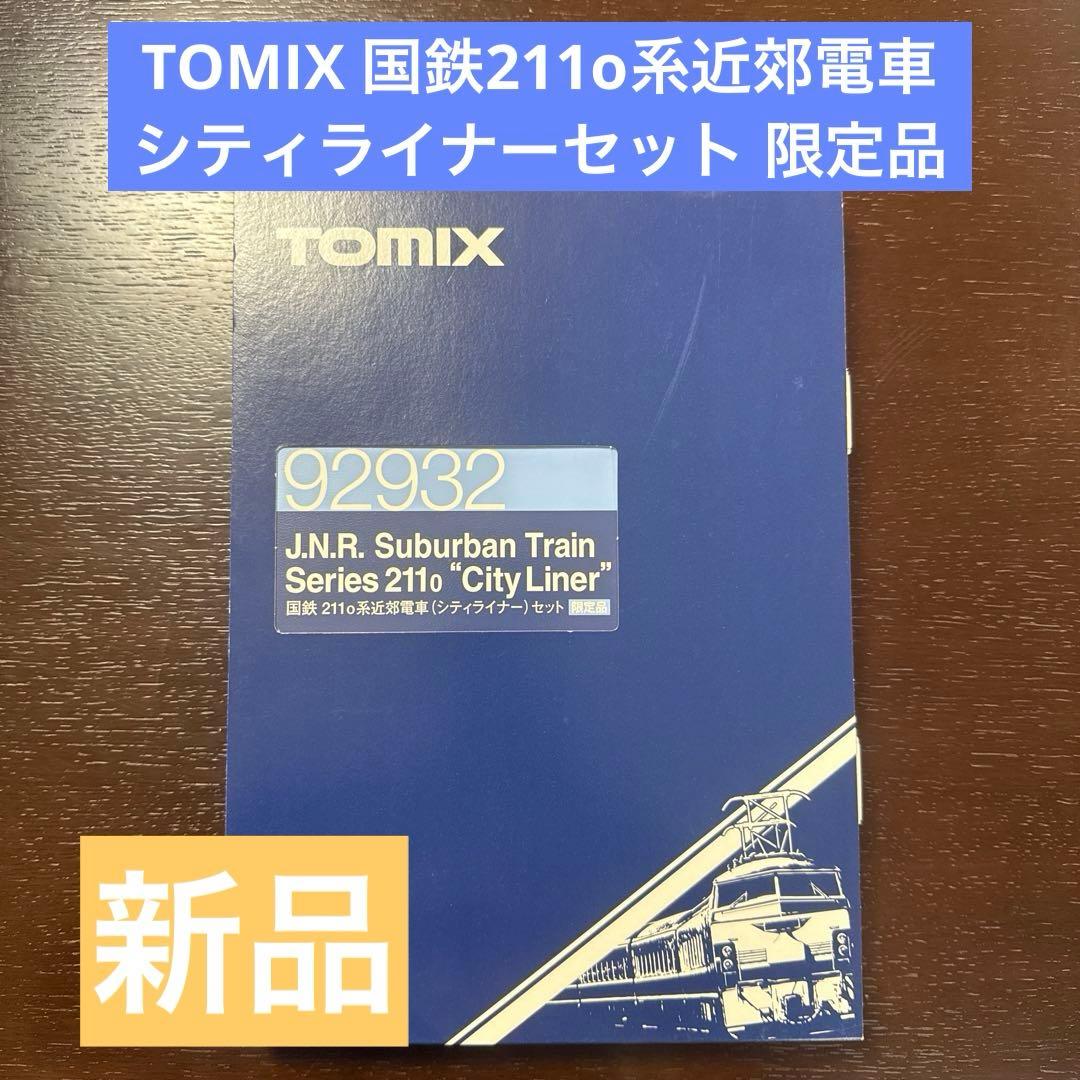 TOMIX 国鉄211o系近郊電車
シティライナーセット 限定品
TOMIX
92932
J.N.R. Suburban Train
Series 2110 “City Liner”
国鉄 211o系近郊電車(シティライナー)セット 限定品
新品